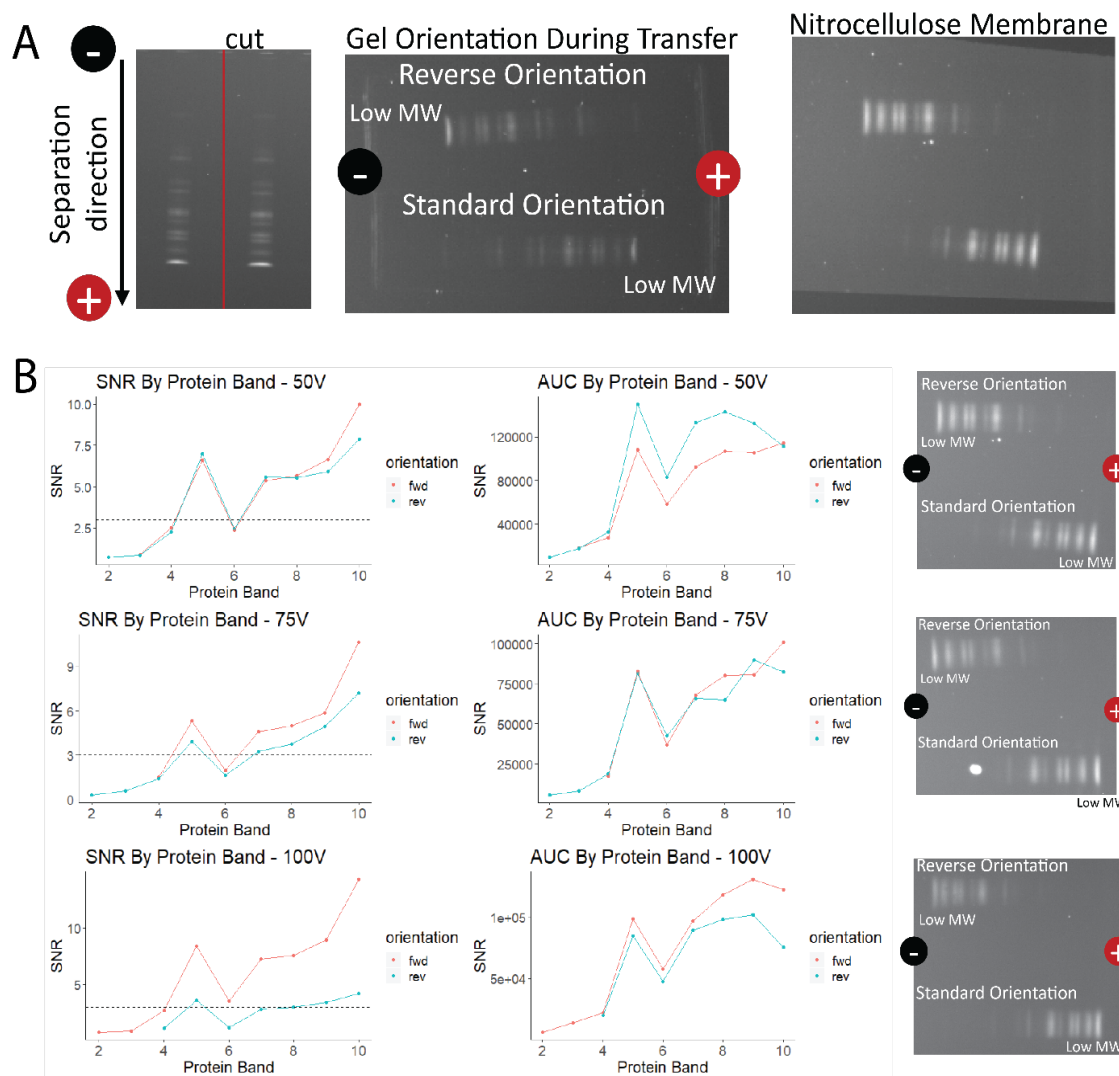 A
-
+
Separation
direction
cut
Gel Orientation During Transfer
Reverse Orientation
Low MW
-
+
Standard Orientation
Low MW
Nitrocellulose Membrane
B
SNR By Protein Band - 50V
SNR
10.0
7.5
5.0
2.5
2 4 6 8 10
Protein Band
orientation
fwd
rev
AUC By Protein Band - 50V
SNR
120000
80000
40000
2 4 6 8 10
Protein Band
orientation
fwd
rev
Reverse Orientation
Low MW
-
+
Standard Orientation
Low MW
SNR By Protein Band - 75V
SNR
9
6
3
0
2 4 6 8 10
Protein Band
orientation
fwd
rev
AUC By Protein Band - 75V
SNR
100000
75000
50000
25000
2 4 6 8 10
Protein Band
orientation
fwd
rev
Reverse Orientation
Low MW
-
+
Standard Orientation
Low MW
SNR By Protein Band - 100V
SNR
10
5
2 4 6 8 10
Protein Band
orientation
fwd
rev
AUC By Protein Band - 100V
SNR
1e+05
5e+04
2 4 6 8 10
Protein Band
orientation
fwd
rev
Reverse Orientation
Low MW
-
+
Standard Orientation
Low MW